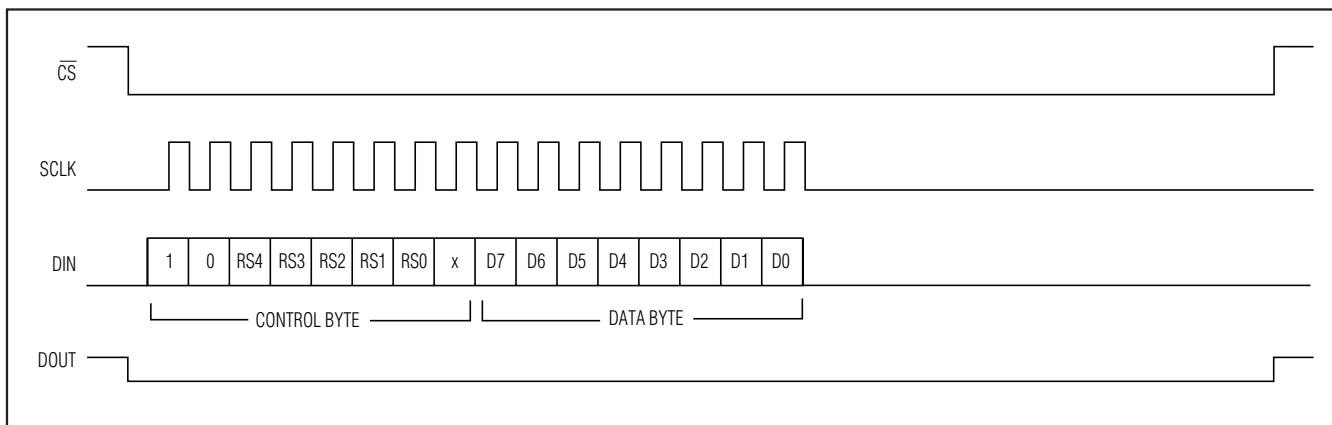 C̅S̅
SCLK
DIN 1 0 RS4 RS3 RS2 RS1 RS0 x D7 D6 D5 D4 D3 D2 D1 D0
CONTROL BYTE DATA BYTE
DOUT